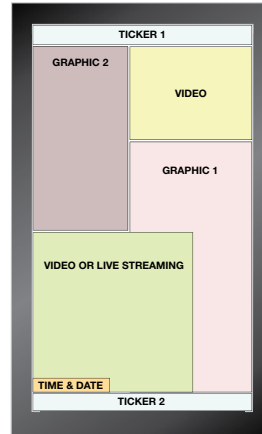 TICKER 1
GRAPHIC 2
VIDEO
GRAPHIC 1
VIDEO OR LIVE STREAMING
TIME & DATE
TICKER 2